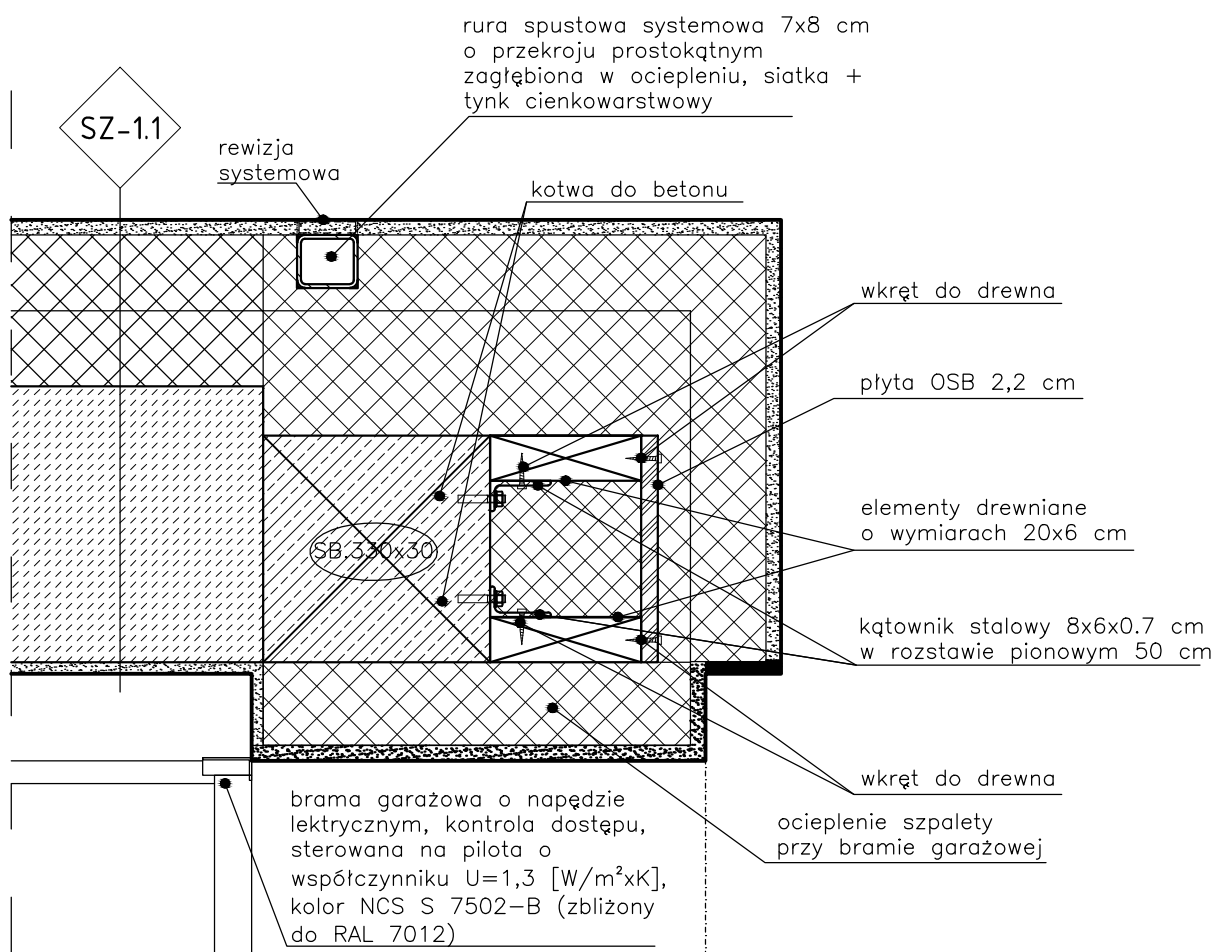 rura spustowa systemowa 7x8 cm
o przekroju prostokątnym
zagłębiona w ociepleniu, siatka +
tynk cienkowarstwowy
SZ-1.1
rewizja
systemowa
kotwa do betonu
wkręt do drewna
płyta OSB 2,2 cm
elementy drewniane
o wymiarach 20x6 cm
SB.330x30
kątownik stalowy 8x6x0.7 cm
w rozstawie pionowym 50 cm
wkręt do drewna
ocieplenie szpalety
przy bramie garażowej
brama garażowa o napędzie
lektrycznym, kontrola dostępu,
sterowana na pilota o
współczynniku U=1,3 [W/m²xK],
kolor NCS S 7502-B (zbliżony
do RAL 7012)